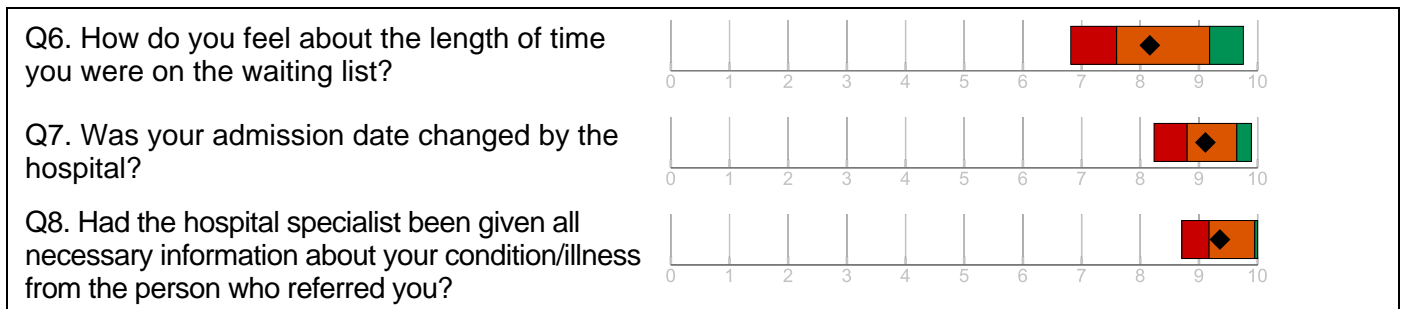 Q6. How do you feel about the length of time
you were on the waiting list?
0 1 2 3 4 5 6 7 8 9 10
Q7. Was your admission date changed by the
hospital?
0 1 2 3 4 5 6 7 8 9 10
Q8. Had the hospital specialist been given all
necessary information about your condition/illness
from the person who referred you?
0 1 2 3 4 5 6 7 8 9 10